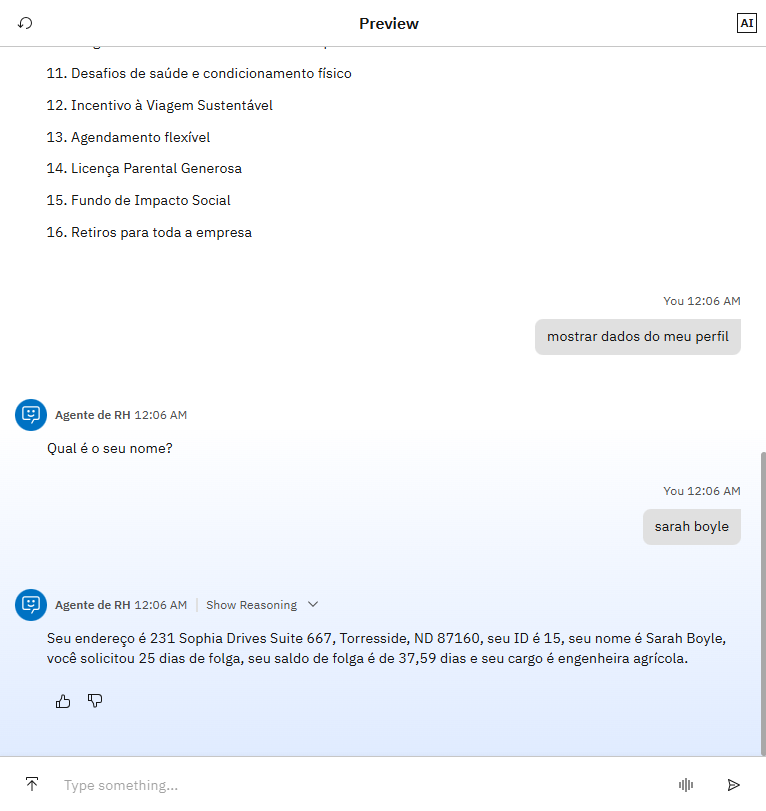 Preview
AI
11. Desafios de saúde e condicionamento físico
12. Incentivo à Viagem Sustentável
13. Agendamento flexível
14. Licença Parental Generosa
15. Fundo de Impacto Social
16. Retiros para toda a empresa
You 12:06 AM
mostrar dados do meu perfil
Agente de RH 12:06 AM
Qual é o seu nome?
You 12:06 AM
sarah boyle
Agente de RH 12:06 AM Show Reasoning
Seu endereço é 231 Sophia Drives Suite 667, Torresside, ND 87160, seu ID é 15, seu nome é Sarah Boyle,
você solicitou 25 dias de folga, seu saldo de folga é de 37,59 dias e seu cargo é engenheira agrícola.
Type something...